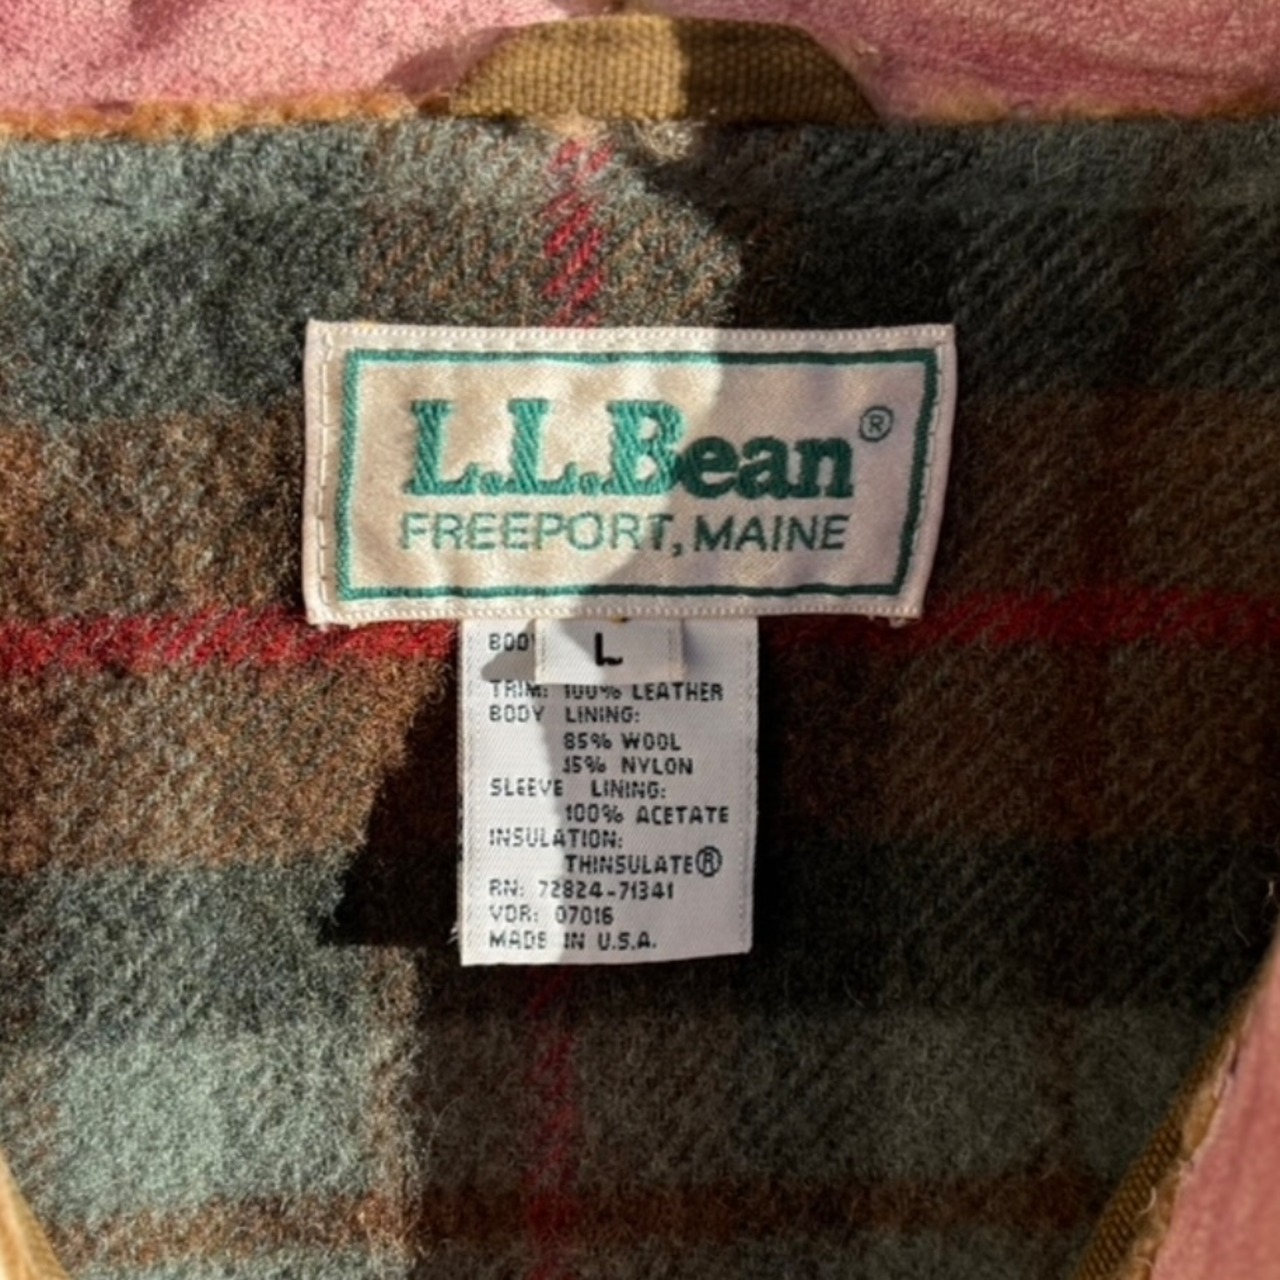 L.L.Bean®
FREEPORT, MAINE
L
TRIM: 100% LEATHER
BODY LINING:
85% WOOL
15% NYLON
SLEEVE LINING:
100% ACETATE
INSULATION:
THINSULATE®
RN: 72824-71341
VDR: 07016
MADE IN U.S.A.